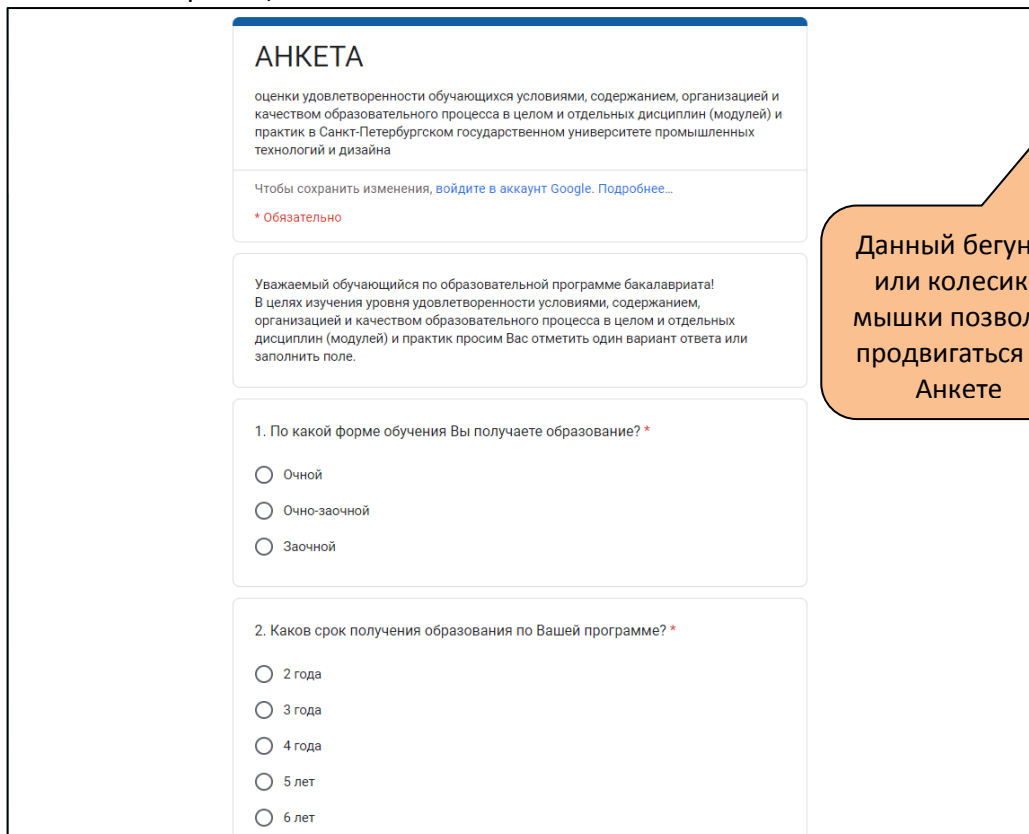 АНКЕТА
оценки удовлетворенности обучающихся условиями, содержанием, организацией и
качеством образовательного процесса в целом и отдельных дисциплин (модулей) и
практик в Санкт-Петербургском государственном университете промышленных
технологий и дизайна
Чтобы сохранить изменения, войдите в аккаунт Google. Подробнее…
* Обязательно
Уважаемый обучающийся по образовательной программе бакалавриата!
В целях изучения уровня удовлетворенности условиями, содержанием,
организацией и качеством образовательного процесса в целом и отдельных
дисциплин (модулей) и практик просим Вас отметить один вариант ответа или
заполнить поле.
Данный бегун
или колесик
мышки позвол
продвигаться
Анкете
1. По какой форме обучения Вы получаете образование? *
Очной
Очно-заочной
Заочной
2. Каков срок получения образования по Вашей программе? *
2 года
3 года
4 года
5 лет
6 лет